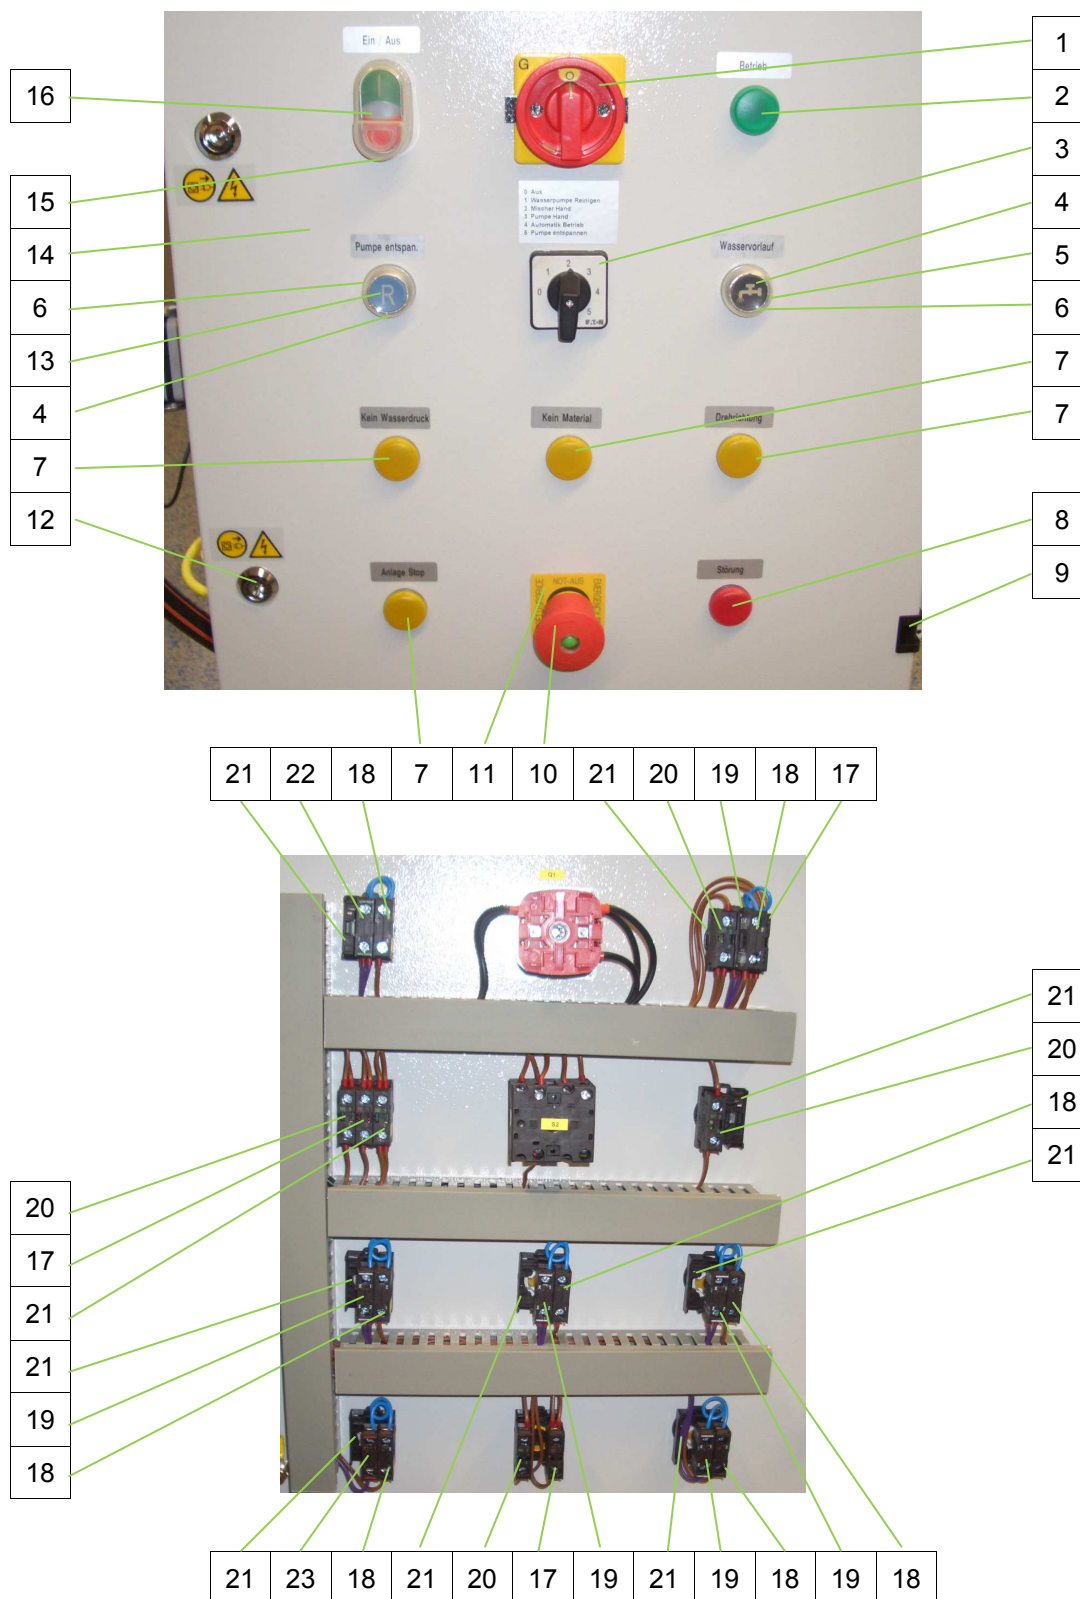 Ein / Aus
G
O
Betrieb
1
2
3
4
5
6
7
7
8
9
16
15
14
6
13
4
7
12
0 Aus
1 Wasserpumpe Reinigen
2 Mischer Hand
3 Pumpe Hand
4 Automatik Betrieb
5 Pumpe entspannen
Pumpe entspan.
R
0 1 2 3 4 5
EATON
Wasservorlauf
Kein Wasserdruck
Kein Material
Drehrichtung
Anlage Stop
NOT-AUS
Störung
21 22 18 7 11 10 21 20 19 18 17
Q1
S2
21
20
18
21
20
17
21
21
19
18
21 23 18 21 20 17 19 21 19 18 19 18